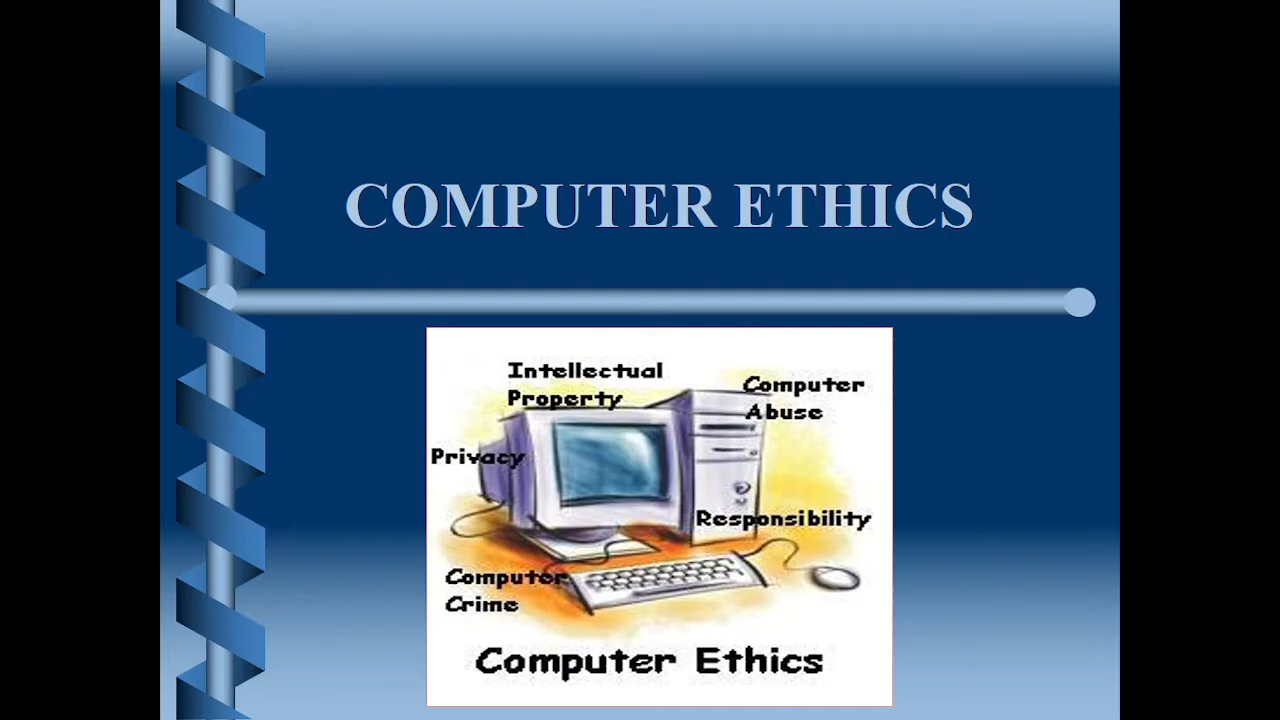 COMPUTER ETHICS
Intellectual
Property
Computer
Abuse
Privacy
Responsibility
Computer
Crime
Computer Ethics